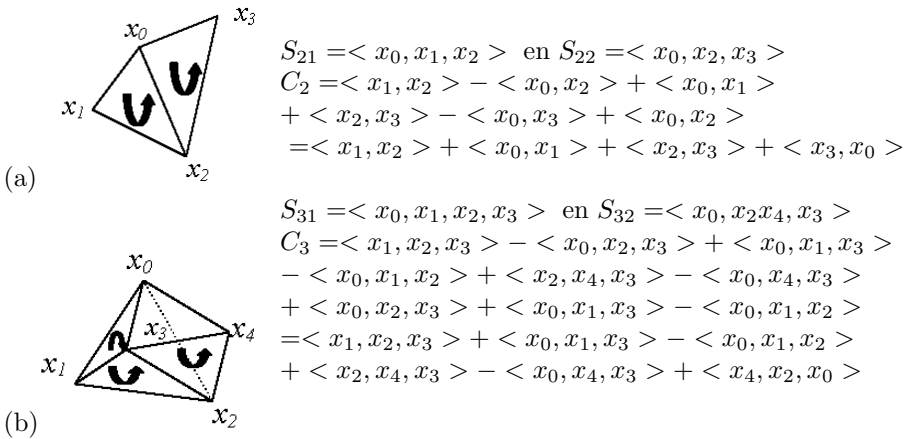 x_3
x_0
x_1
x_2
(a)
S_{21} =< x_0, x_1, x_2 > en S_{22} =< x_0, x_2, x_3 >
C_2 =< x_1, x_2 > − < x_0, x_2 > + < x_0, x_1 >
+ < x_2, x_3 > − < x_0, x_3 > + < x_0, x_2 >
=< x_1, x_2 > + < x_0, x_1 > + < x_2, x_3 > + < x_3, x_0 >
x_0
x_3
x_4
x_1
x_2
(b)
S_{31} =< x_0, x_1, x_2, x_3 > en S_{32} =< x_0, x_2x_4, x_3 >
C_3 =< x_1, x_2, x_3 > − < x_0, x_2, x_3 > + < x_0, x_1, x_3 >
− < x_0, x_1, x_2 > + < x_2, x_4, x_3 > − < x_0, x_4, x_3 >
+ < x_0, x_2, x_3 > + < x_0, x_1, x_3 > − < x_0, x_1, x_2 >
=< x_1, x_2, x_3 > + < x_0, x_1, x_3 > − < x_0, x_1, x_2 >
+ < x_2, x_4, x_3 > − < x_0, x_4, x_3 > + < x_4, x_2, x_0 >